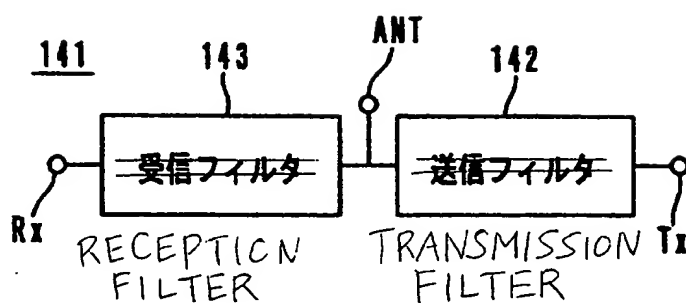 ANT
141
143
142
受信フィルタ
送信フィルタ
Rx
Tx
RECEPTION
FILTER
TRANSMISSION
FILTER